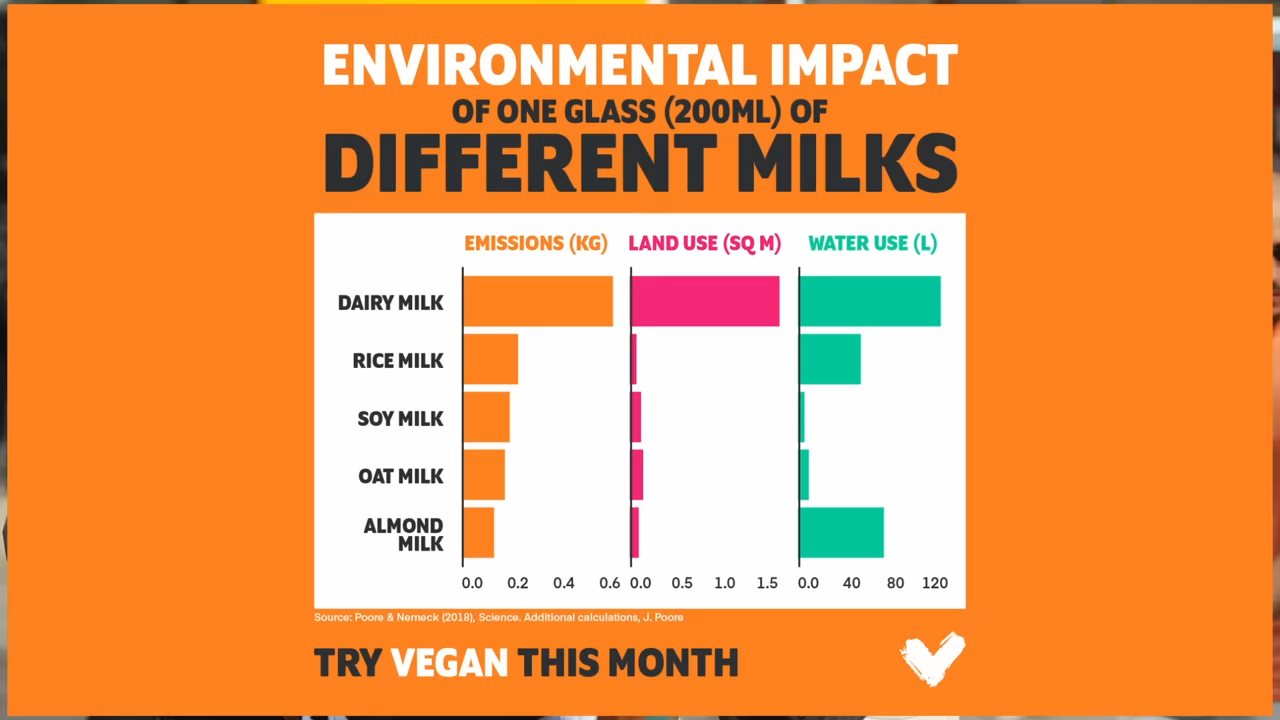 ENVIRONMENTAL IMPACT
OF ONE GLASS (200ML) OF
DIFFERENT MILKS
EMISSIONS (KG) LAND USE (SQ M) WATER USE (L)
DAIRY MILK
RICE MILK
SOY MILK
OAT MILK
ALMOND
MILK
0.0 0.2 0.4 0.6 0.0 0.5 1.0 1.5 0.0 40 80 120
Source: Poore & Nemeck (2018), Science. Additional calculations, J. Poore
TRY VEGAN THIS MONTH